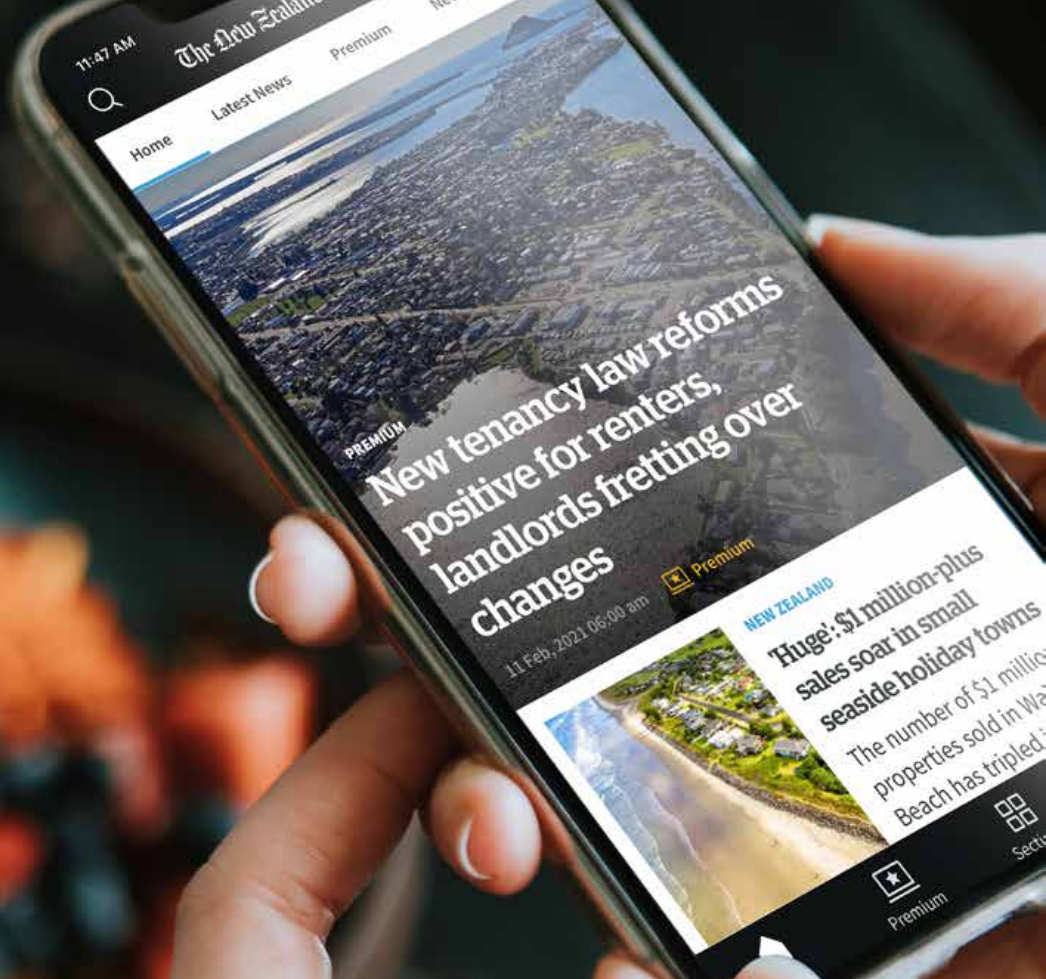 11:47 AM
The New Zealand
Home Latest News Premium
PREMIUM
New tenancy law reforms
positive for renters,
landlords fretting over
changes
11 Feb, 2021 06:00 am Premium
NEW ZEALAND
'Huge': $1 million-plus
sales soar in small
seaside holiday towns
The number of $1
properties sold in
Beach has tripled
Premium